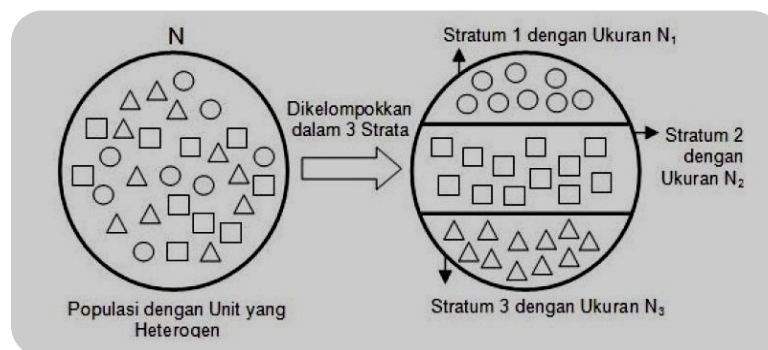 N
Populasi dengan Unit yang
Heterogen
Dikelompokkan
dalam 3 Strata
Stratum 1 dengan Ukuran N₁
Stratum 2
dengan
Ukuran N₂
Stratum 3 dengan Ukuran N₃